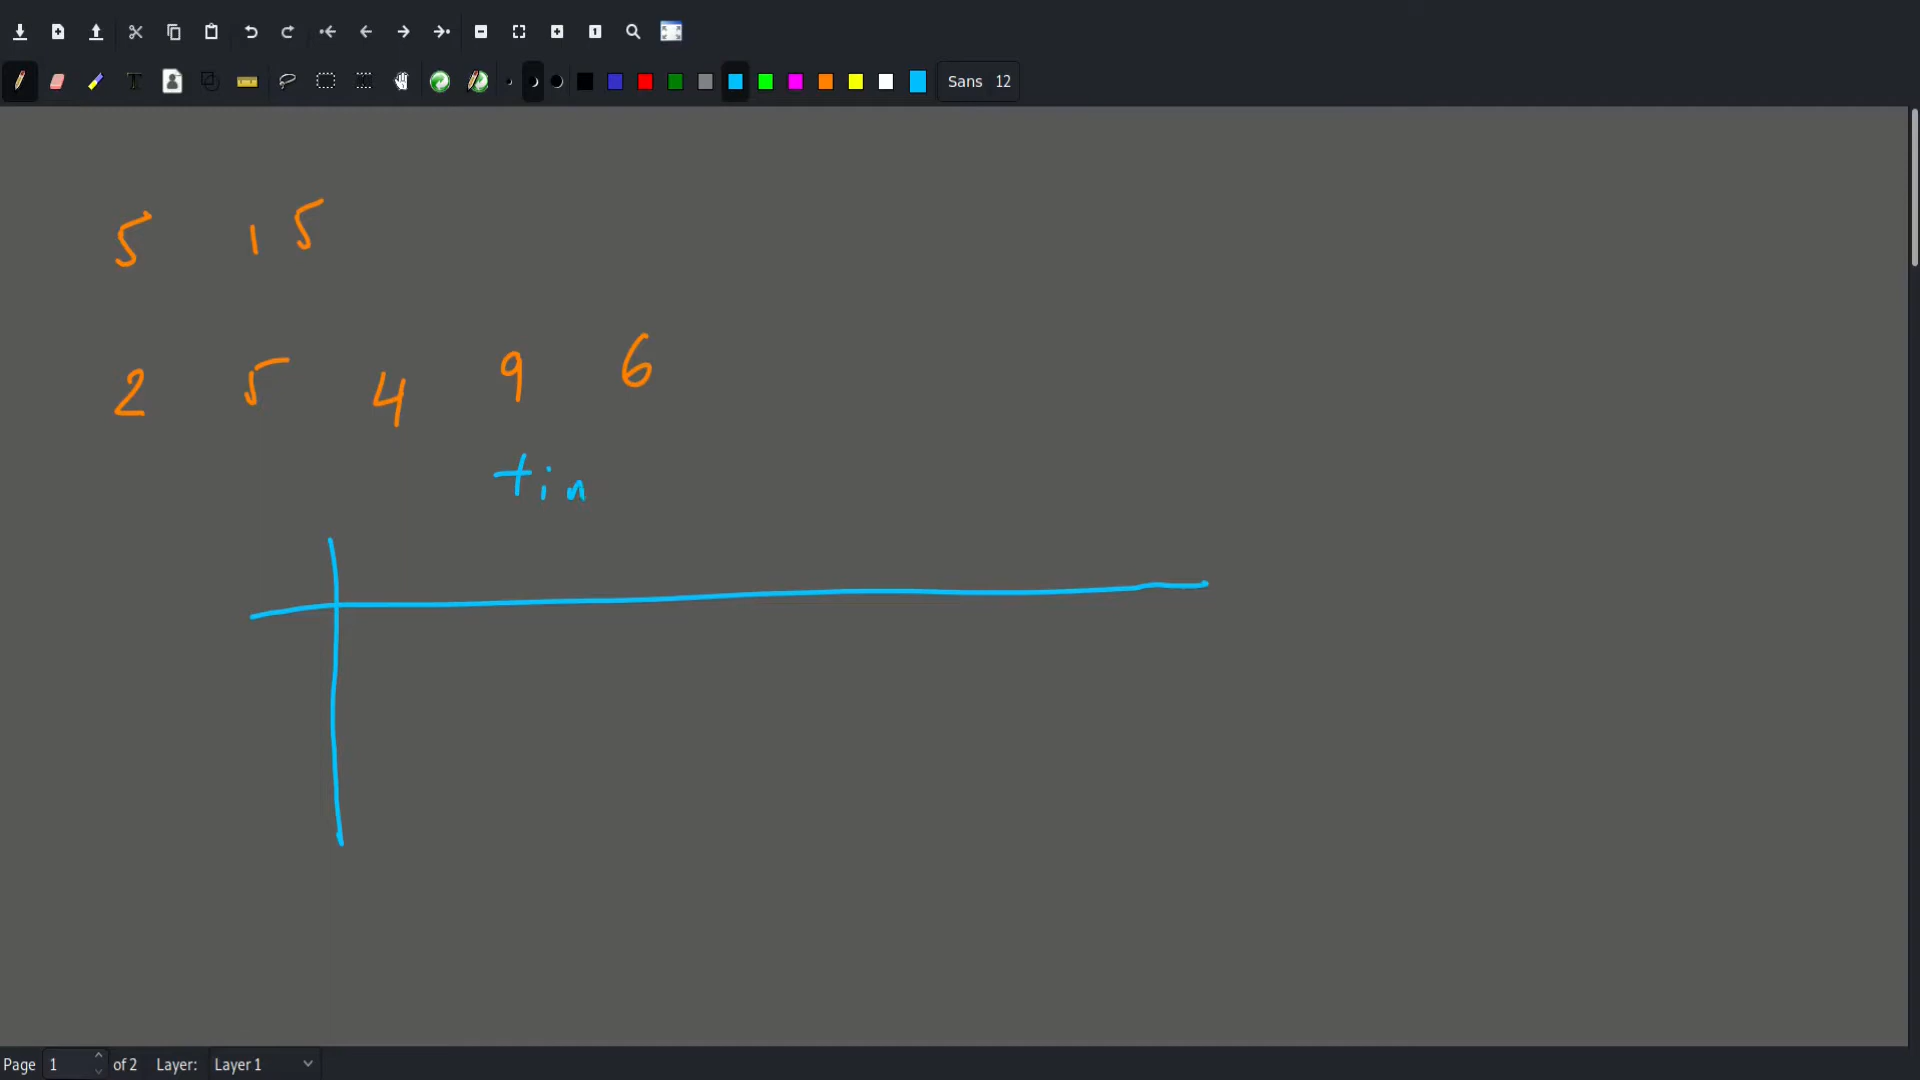 Sans 12
5 15
2 5 4 9 6
tin
Page 1 of 2 Layer: Layer 1